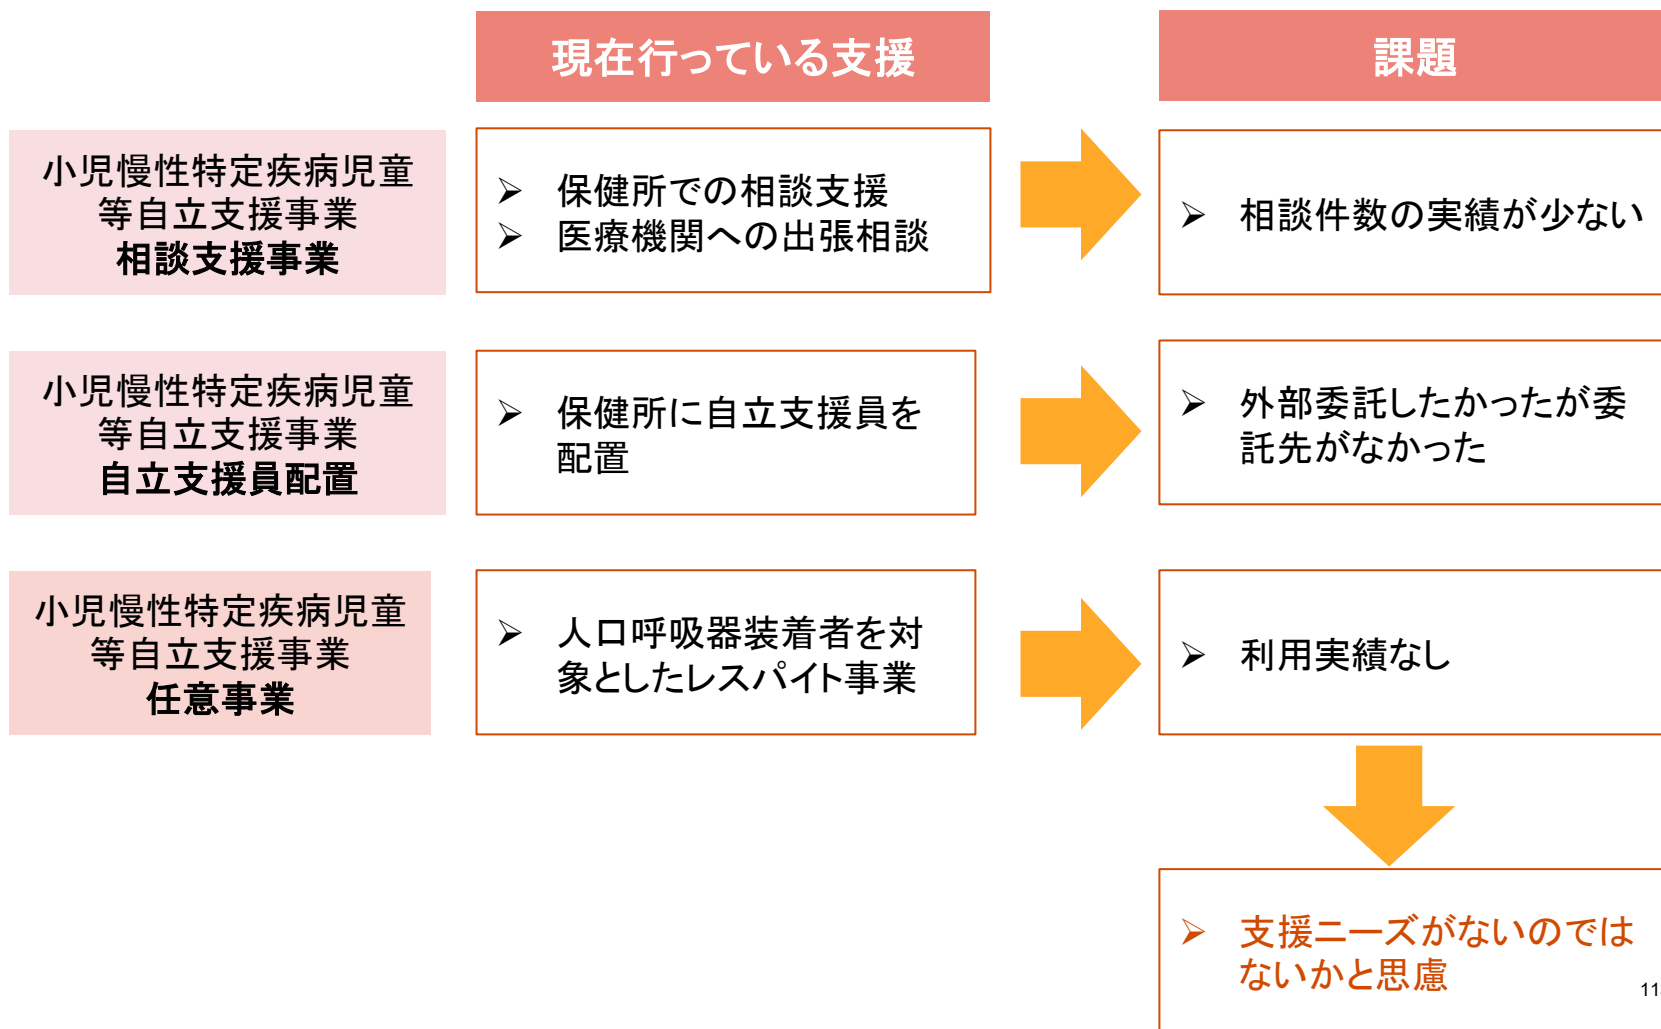 現在行っている支援
課題
小児慢性特定疾病児童
等自立支援事業
相談支援事業
➢ 保健所での相談支援
➢ 医療機関への出張相談
➢ 相談件数の実績が少ない
小児慢性特定疾病児童
等自立支援事業
自立支援員配置
➢ 保健所に自立支援員を
配置
➢ 外部委託したかったが委
託先がなかった
小児慢性特定疾病児童
等自立支援事業
任意事業
➢ 人口呼吸器装着者を対
象としたレスパイト事業
➢ 利用実績なし
➢ 支援ニーズがないのでは
ないかと思慮